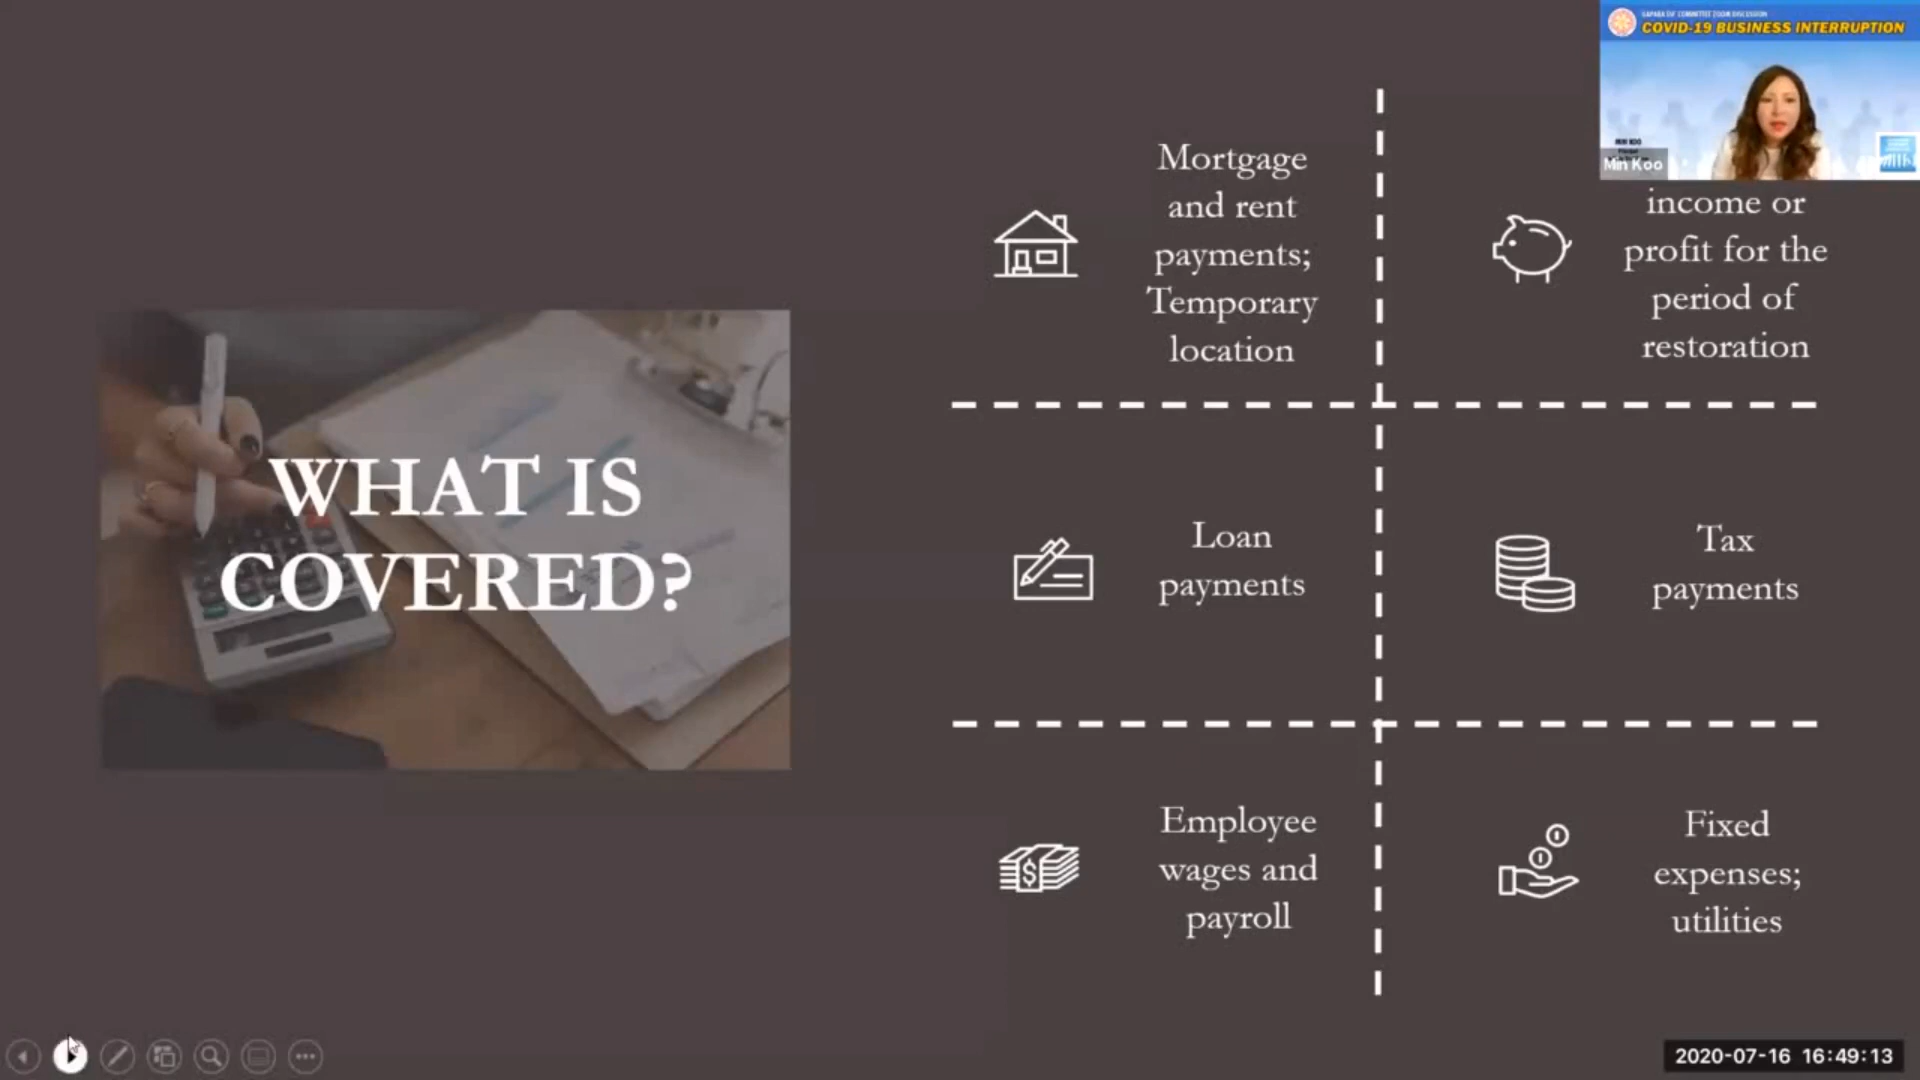 COVID-19 BUSINESS INTERRUPTION
MIN KOO
Min Koo
WHAT IS
COVERED?
Mortgage
and rent
payments;
Temporary
location
income or
profit for the
period of
restoration
Loan
payments
Tax
payments
Employee
wages and
payroll
Fixed
expenses;
utilities
2020-07-16 16:49:13